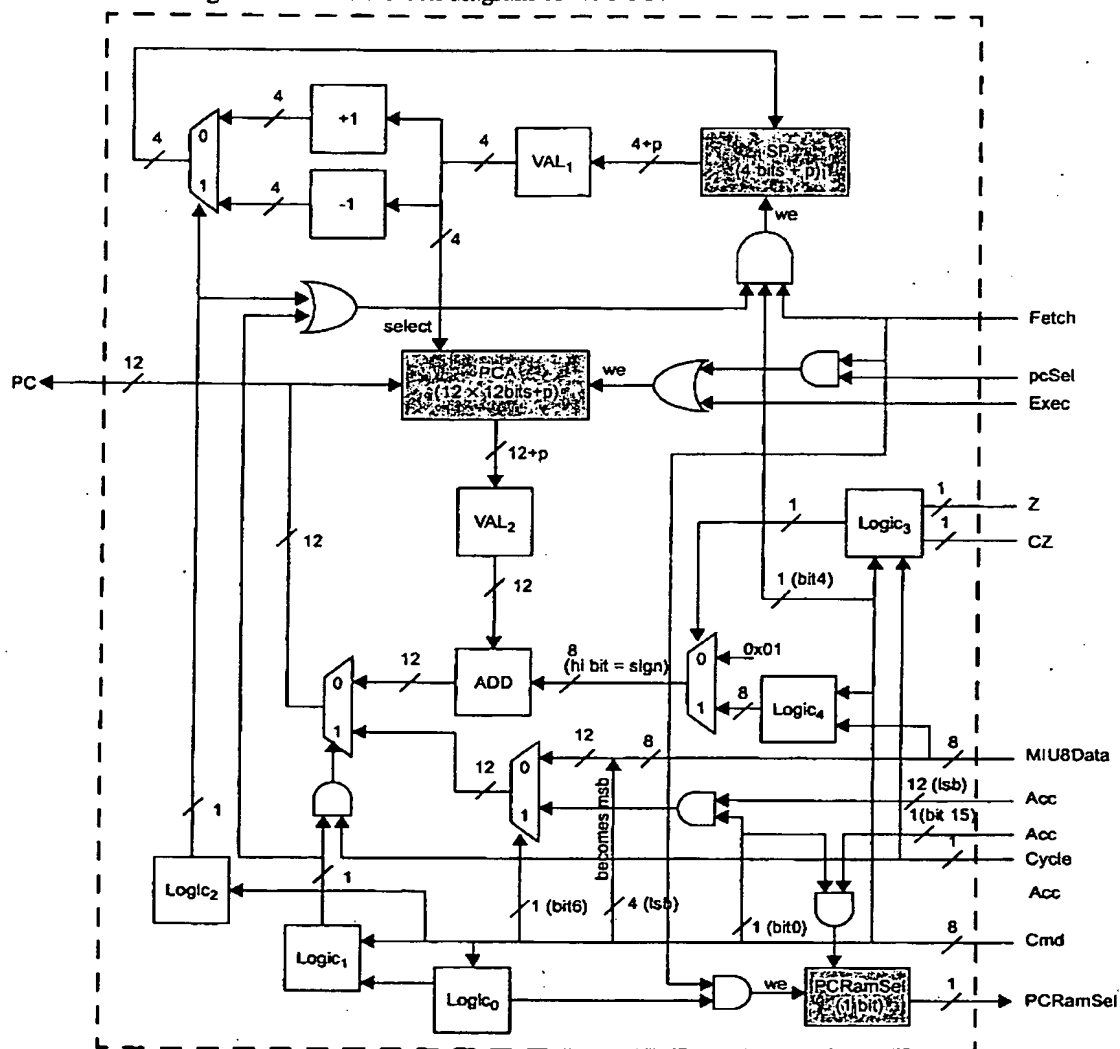 4
+1
4
0
4
1
-1
4
VAL1
4+p
SP
(4 bits + p)
we
4
select
Fetch
12
PC
PCA
(12 × 12bits+p)
we
pcSel
Exec
12+p
VAL2
12
12
1
Logic3
1
Z
1
CZ
1 (bit4)
0x01
0
1
8
(hi bit = sign)
ADD
12
0
1
8
Logic4
12
8
8
MIU8Data
0
1
12
becomes msb
12 (lsb)
Acc
1(bit 15)
Acc
1
Cycle
1
Acc
Logic2
1
1 (bit6)
4 (lsb)
1 (bit0)
8
Cmd
Logic1
Logic0
we
PCRamSel
(1 bit)
1
PCRamSel